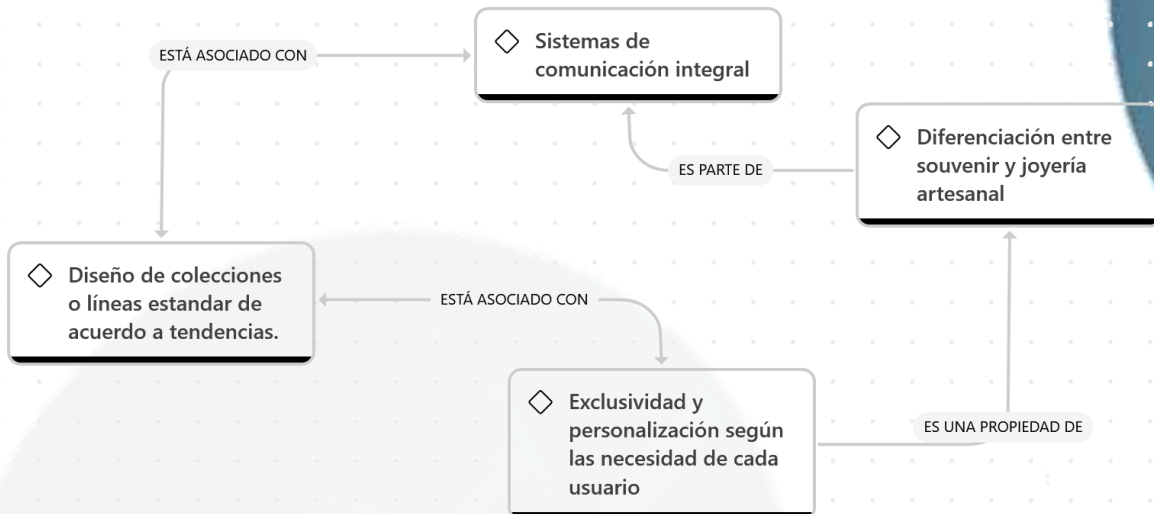 Sistemas de
comunicación integral
ESTÁ ASOCIADO CON
Diferenciación entre
souvenir y joyería
artesanal
ES PARTE DE
Diseño de colecciones
o líneas estandar de
acuerdo a tendencias.
ESTÁ ASOCIADO CON
Exclusividad y
personalización según
las necesidad de cada
usuario
ES UNA PROPIEDAD DE